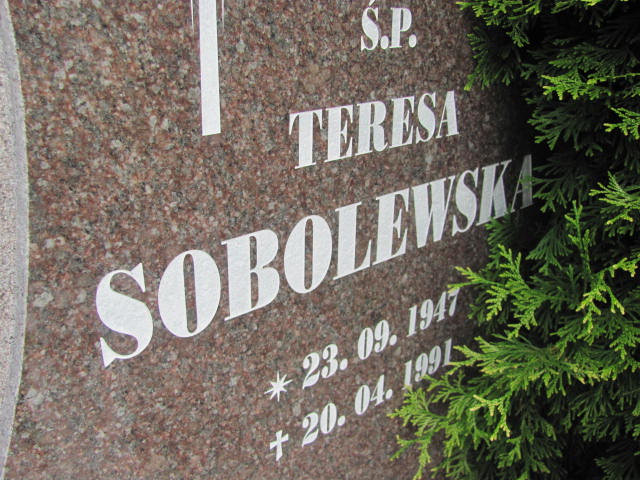 Ś.P.
TERESA
SOBOLEWSKA
* 23. 09. 1947
† 20. 04. 1991